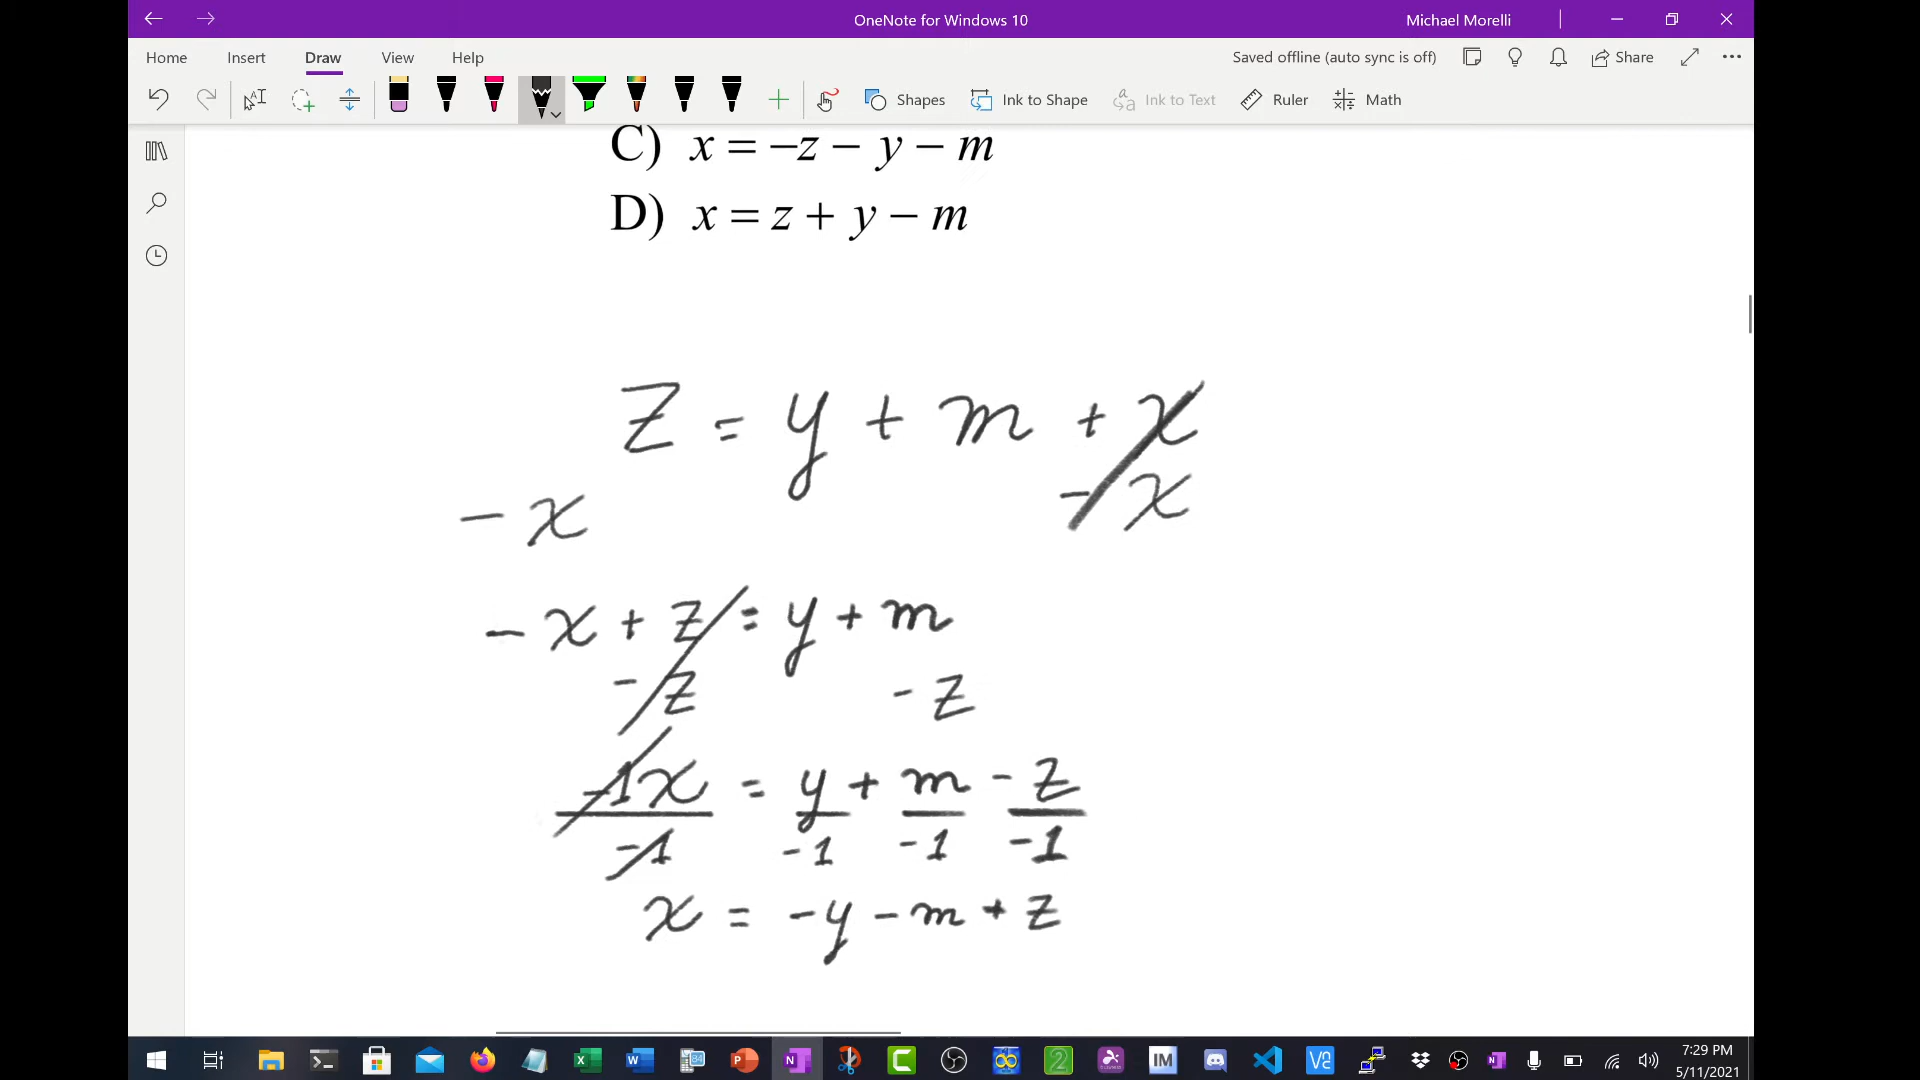 OneNote for Windows 10
Michael Morelli
Home Insert Draw View Help
Saved offline (auto sync is off)
Share
Shapes
Ink to Shape
Ink to Text
Ruler
Math
C) x = −z − y − m
D) x = z + y − m
Z = y + m + x
- x - x
- x + z = y + m
- z - z
-1x = y + m - z
-1 -1 -1 -1
x = -y - m + z
7:29 PM
5/11/2021